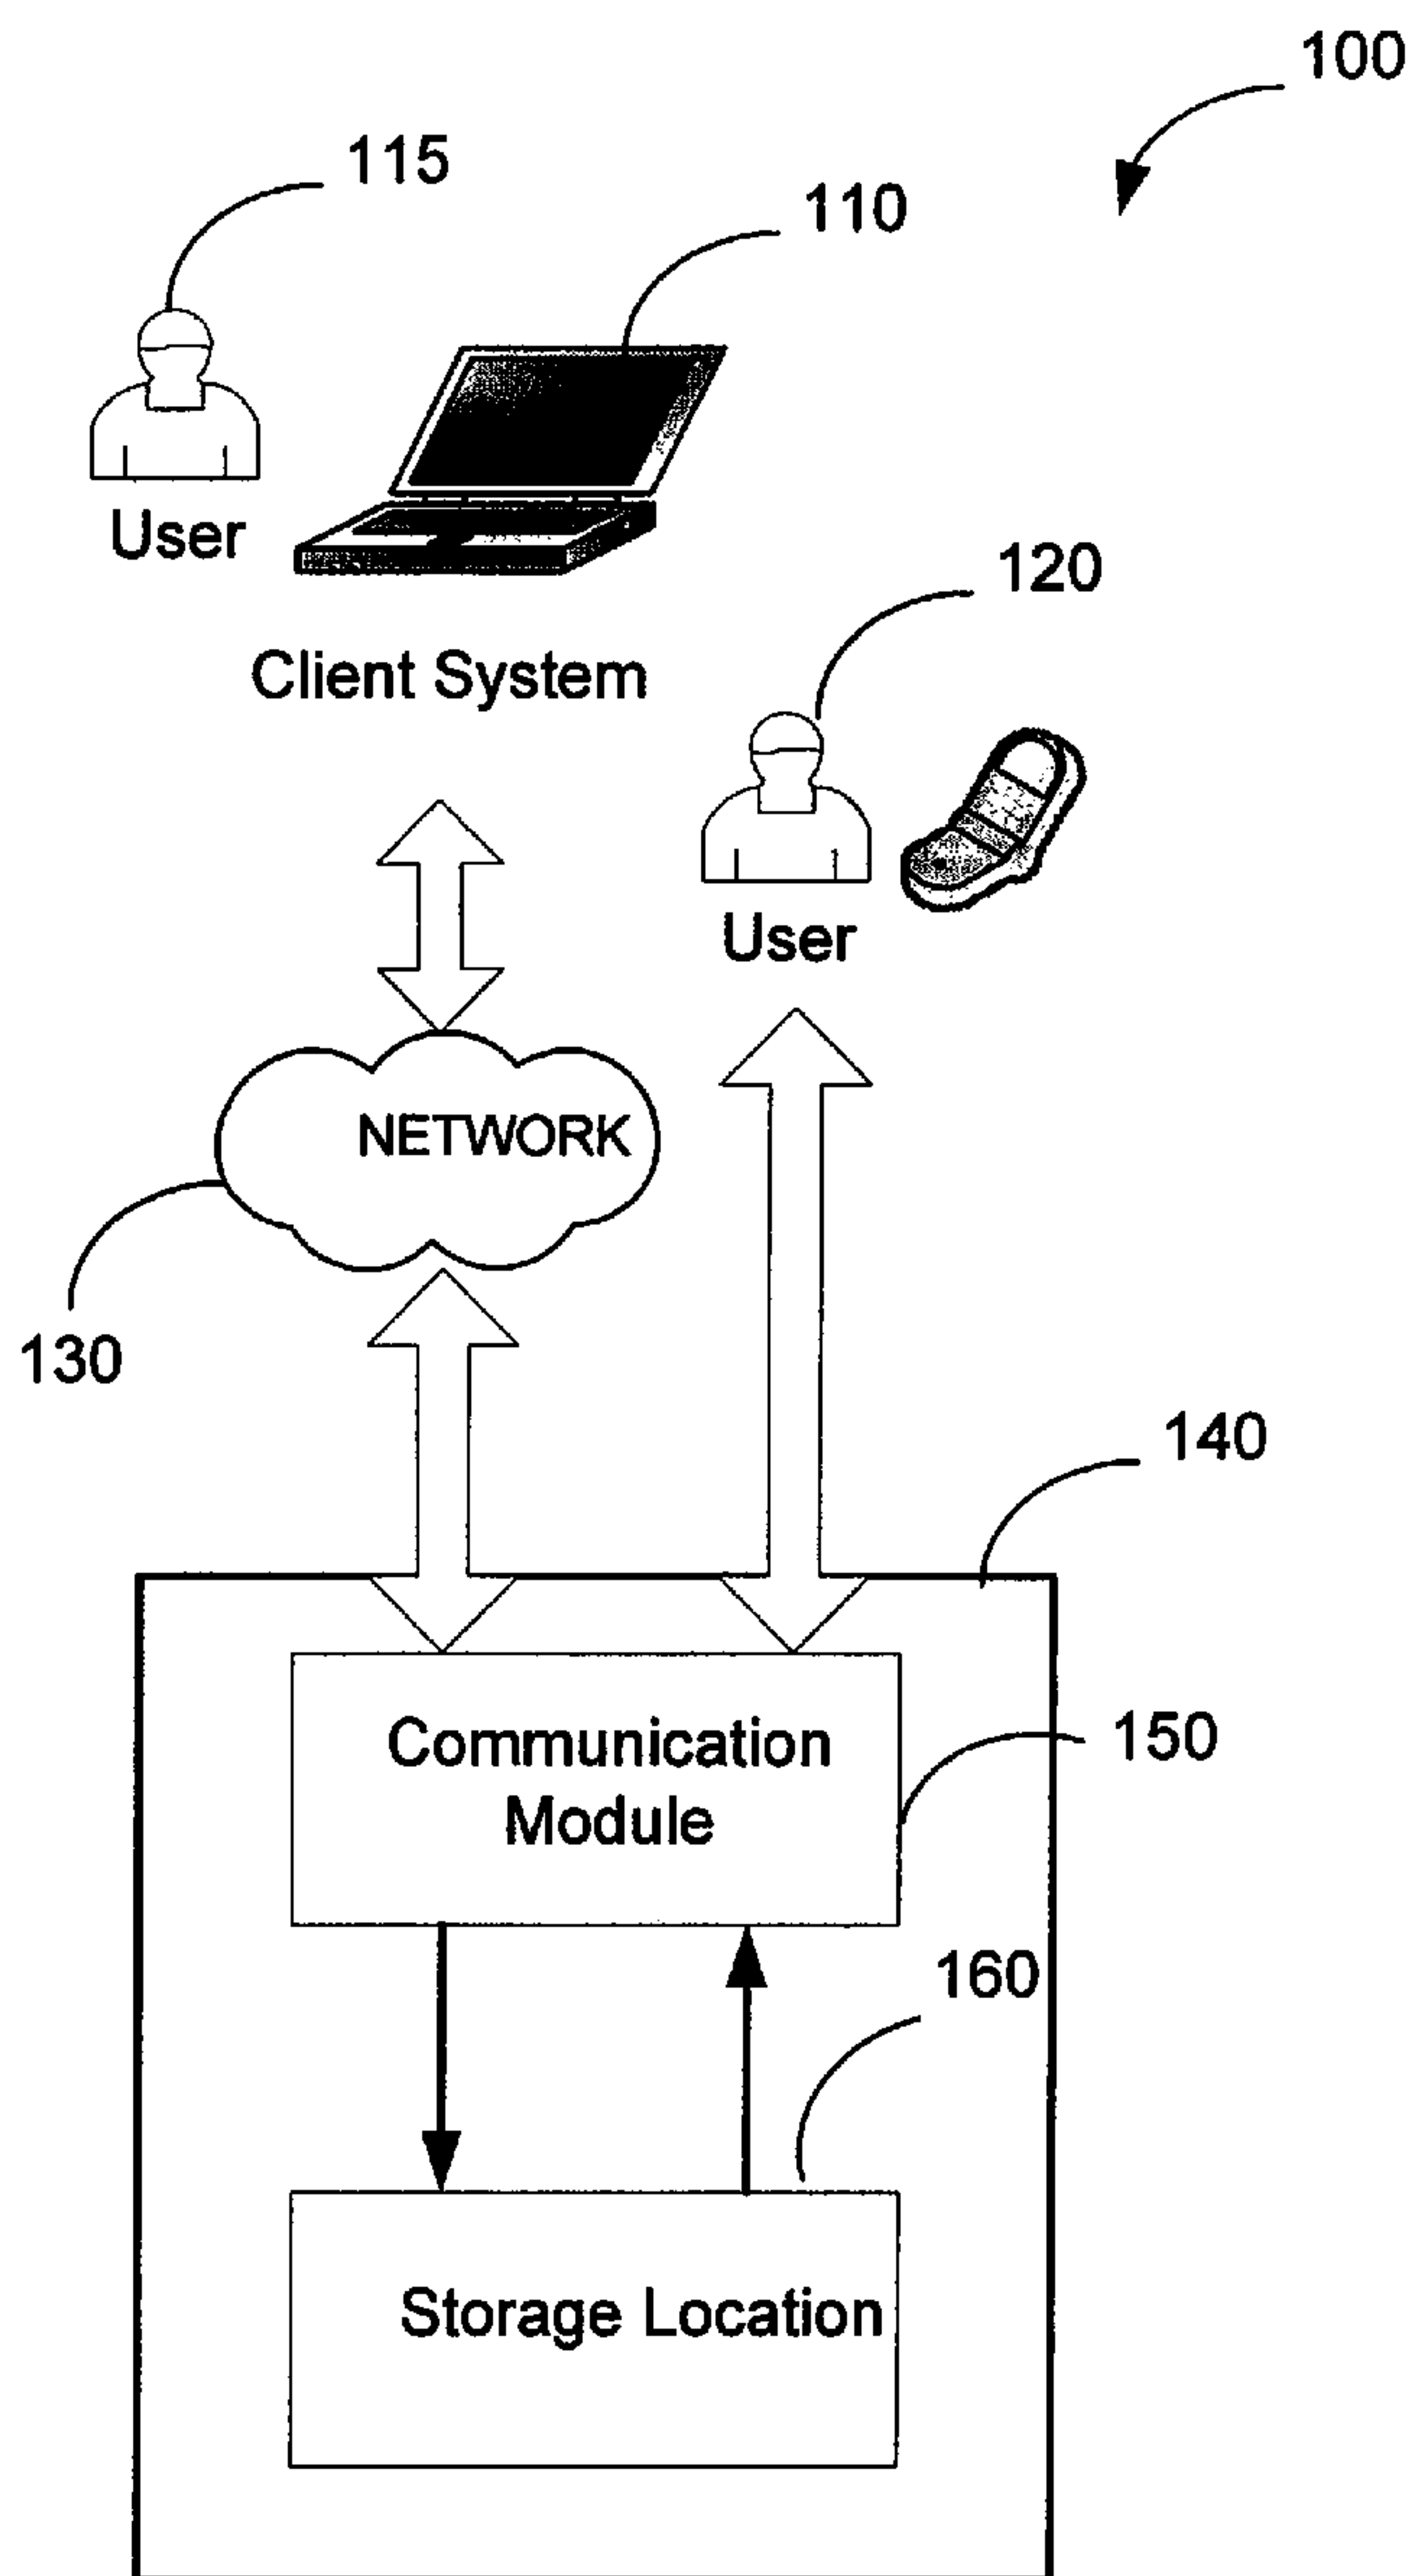 100
115
110
User
120
Client System
User
NETWORK
130
140
Communication
Module
150
160
Storage Location